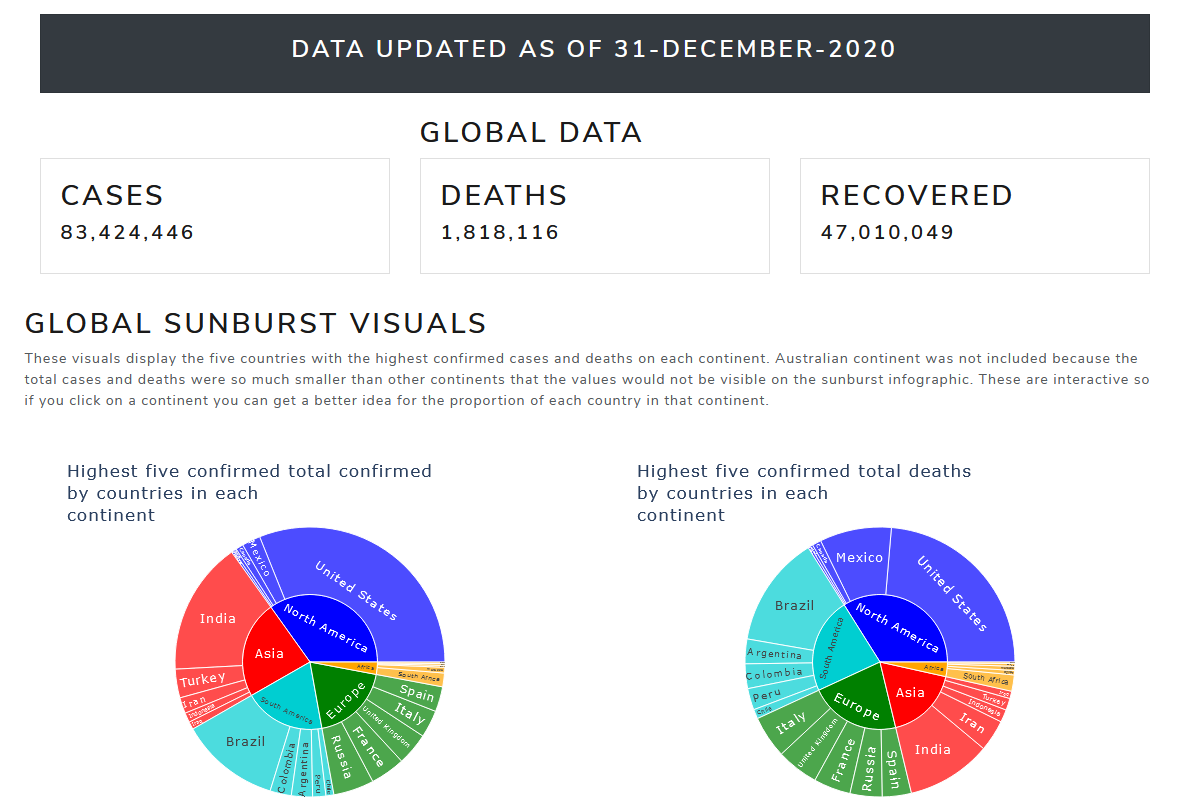 DATA UPDATED AS OF 31-DECEMBER-2020
GLOBAL DATA
CASES
83,424,446
DEATHS
1,818,116
RECOVERED
47,010,049
GLOBAL SUNBURST VISUALS
These visuals display the five countries with the highest confirmed cases and deaths on each continent. Australian continent was not included because the
total cases and deaths were so much smaller than other continents that the values would not be visible on the sunburst infographic. These are interactive so
if you click on a continent you can get a better idea for the proportion of each country in that continent.
Highest five confirmed total confirmed
by countries in each
continent
United States
Mexico
North America
India
Asia
Turkey
Iran
South America
Brazil
Colombia
Argentina
Peru
Europe
Russia
France
United Kingdom
Italy
Spain
Africa
South Africa
Highest five confirmed total deaths
by countries in each
continent
United States
Mexico
North America
Brazil
South America
Argentina
Colombia
Peru
Chile
Europe
Italy
United Kingdom
France
Russia
Spain
Asia
India
Iran
Indonesia
Turkey
Africa
South Africa